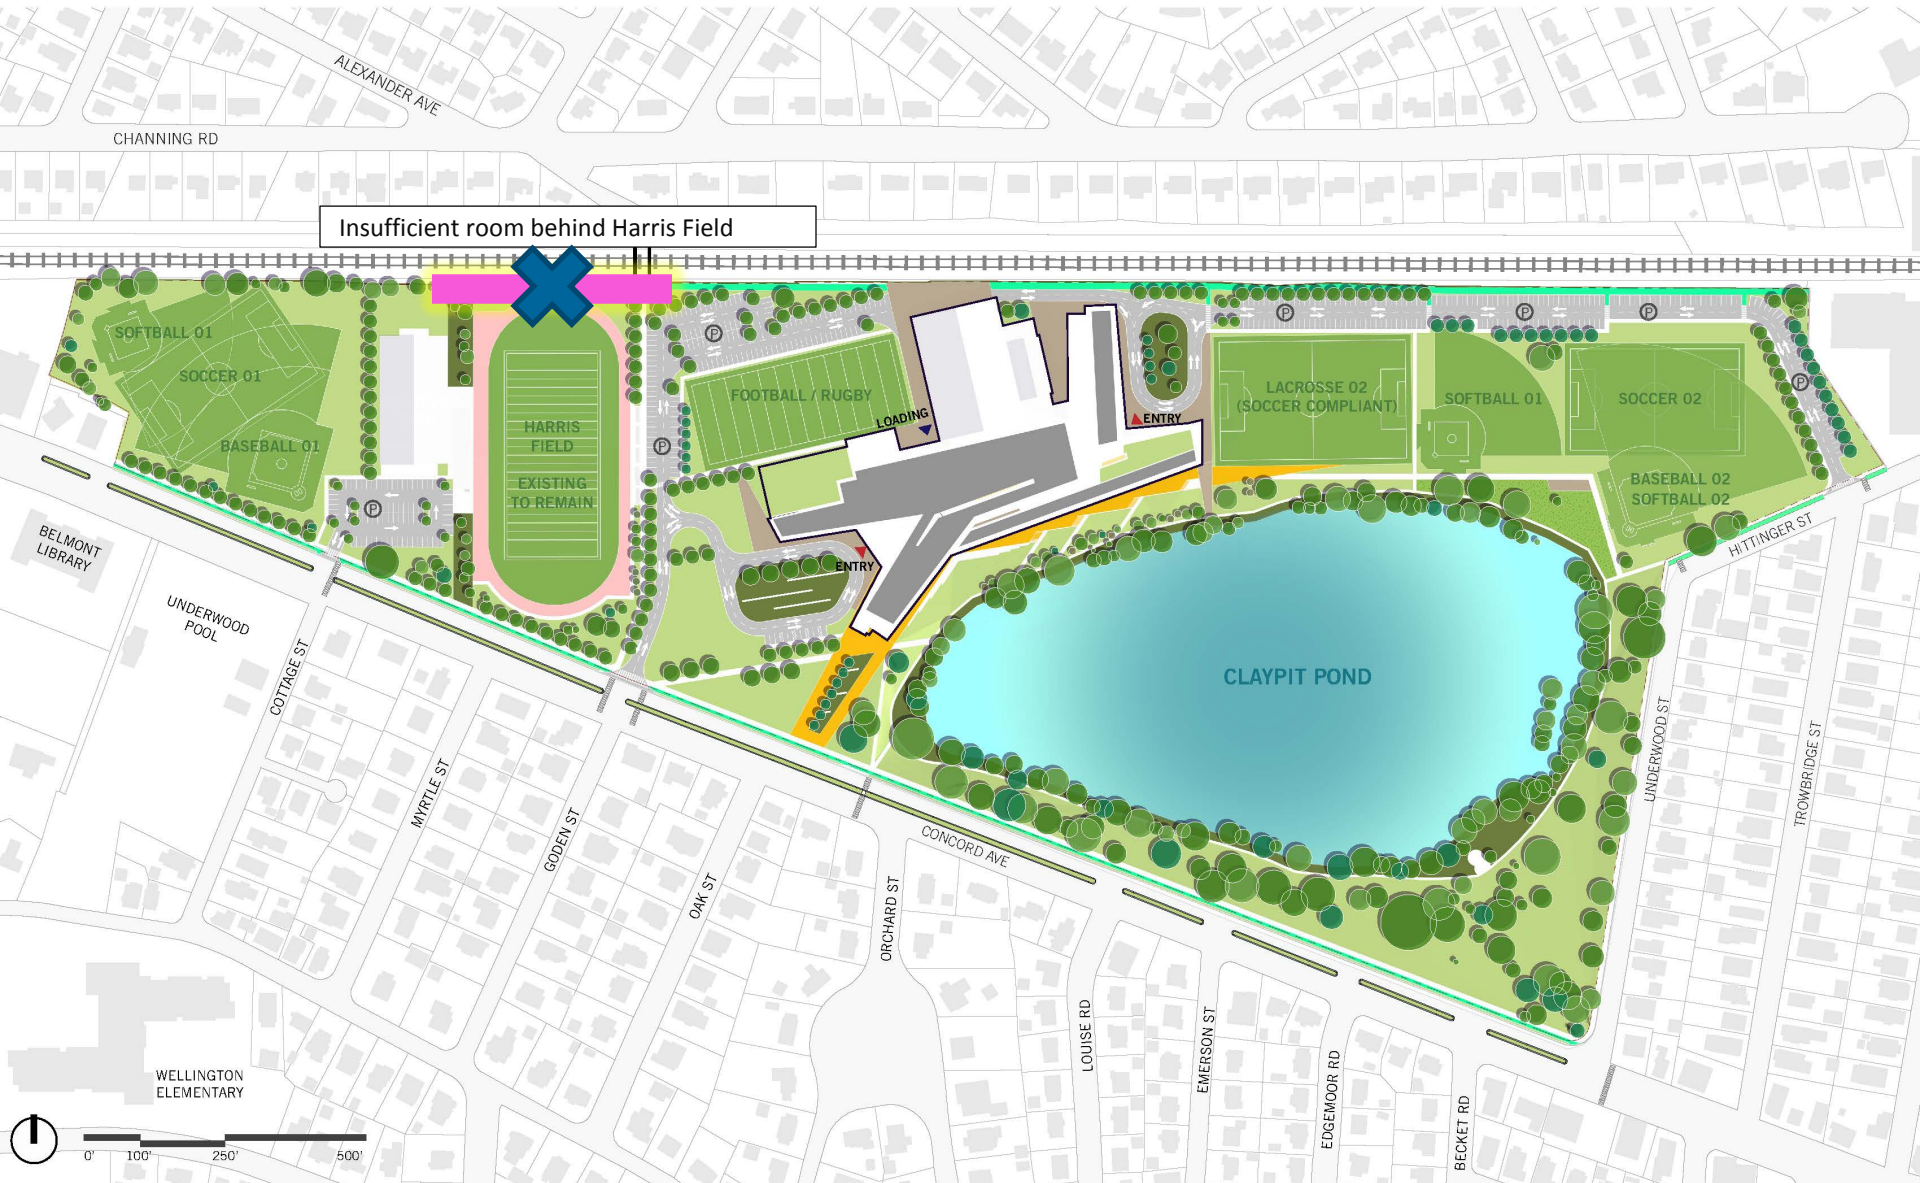 ALEXANDER AVE
CHANNING RD
Insufficient room behind Harris Field
SOFTBALL 01
SOCCER 01
BASEBALL 01
P
HARRIS
FIELD
EXISTING
TO REMAIN
P
P
FOOTBALL / RUGBY
LOADING
ENTRY
ENTRY
P
P
P
P
LACROSSE 02
(SOCCER COMPLIANT)
SOFTBALL 01
SOCCER 02
BASEBALL 02
SOFTBALL 02
HITTINGER ST
BELMONT
LIBRARY
UNDERWOOD
POOL
COTTAGE ST
MYRTLE ST
GODEN ST
OAK ST
ORCHARD ST
CONCORD AVE
CLAYPIT POND
UNDERWOOD ST
TROWBRIDGE ST
LOUISE RD
EMERSON ST
EDGEMOOR RD
BECKET RD
WELLINGTON
ELEMENTARY
0' 100' 250' 500'